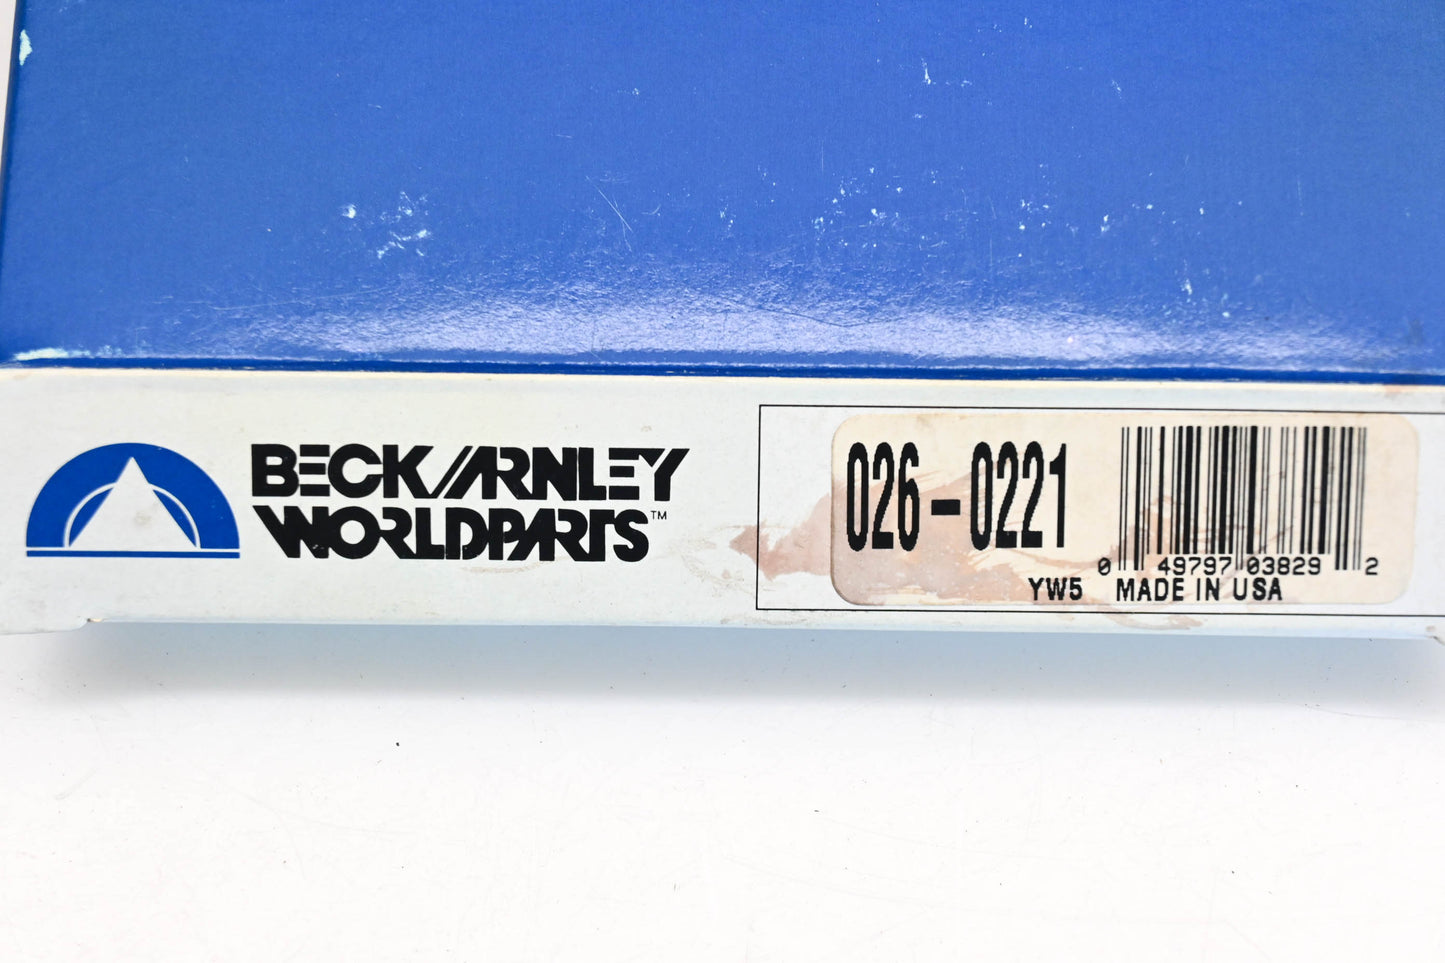 BECK/ARNLEY
WORLDPARTS™
026-0221
0 49797 03829 2
YW5 MADE IN USA